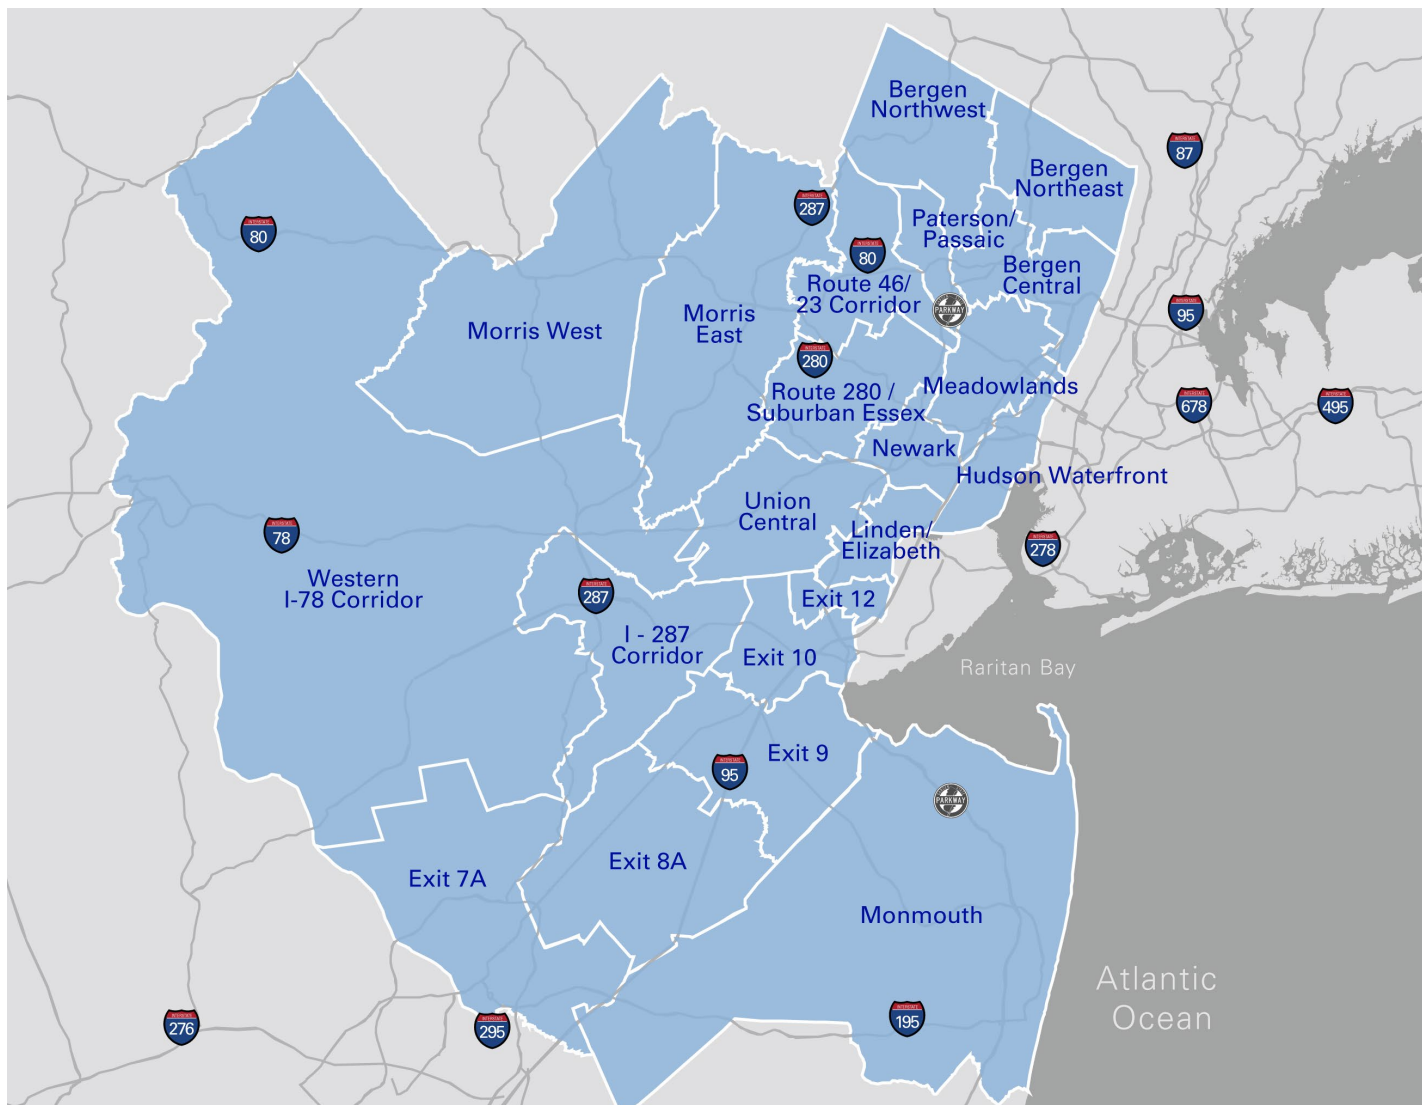 Bergen
Northwest
87
Bergen
Northeast
287
80
Paterson/
Passaic
80
Bergen
Central
Route 46/
23 Corridor
PARKWAY
95
Morris West
Morris
East
280
Meadowlands
Route 280 /
Suburban Essex
678
495
Newark
Hudson Waterfront
Union
Central
78
Linden/
Elizabeth
278
Western
I-78 Corridor
287
Exit 12
I - 287
Corridor
Exit 10
Raritan Bay
Exit 9
95
PARKWAY
Exit 8A
Exit 7A
Monmouth
Atlantic
Ocean
195
276
295